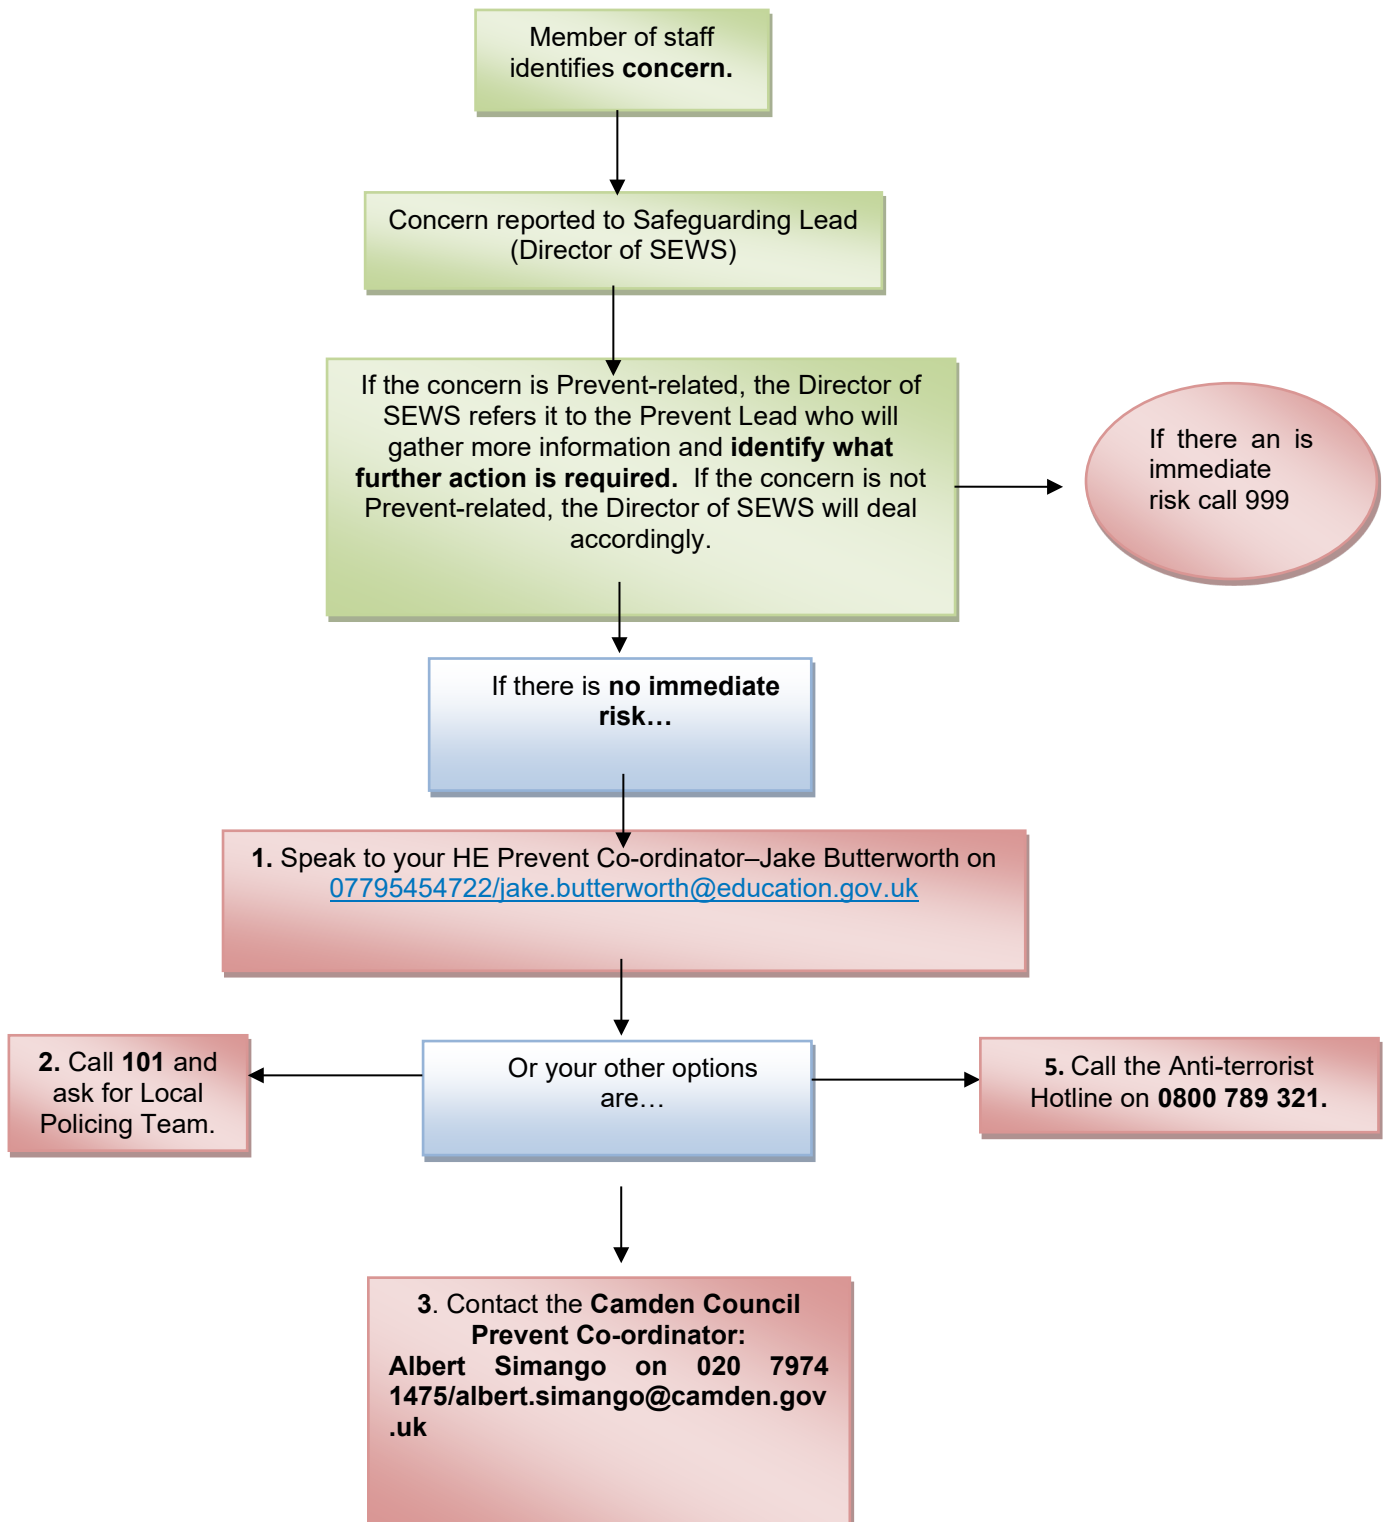 Member of staff
identifies concern.
Concern reported to Safeguarding Lead
(Director of SEWS)
If the concern is Prevent-related, the Director of
SEWS refers it to the Prevent Lead who will
gather more information and identify what
further action is required. If the concern is not
Prevent-related, the Director of SEWS will deal
accordingly.
If there an is
immediate
risk call 999
If there is no immediate
risk…
1. Speak to your HE Prevent Co-ordinator–Jake Butterworth on
07795454722/jake.butterworth@education.gov.uk
2. Call 101 and
ask for Local
Policing Team.
Or your other options
are…
5. Call the Anti-terrorist
Hotline on 0800 789 321.
3. Contact the Camden Council
Prevent Co-ordinator:
Albert Simango on 020 7974
1475/albert.simango@camden.gov
.uk